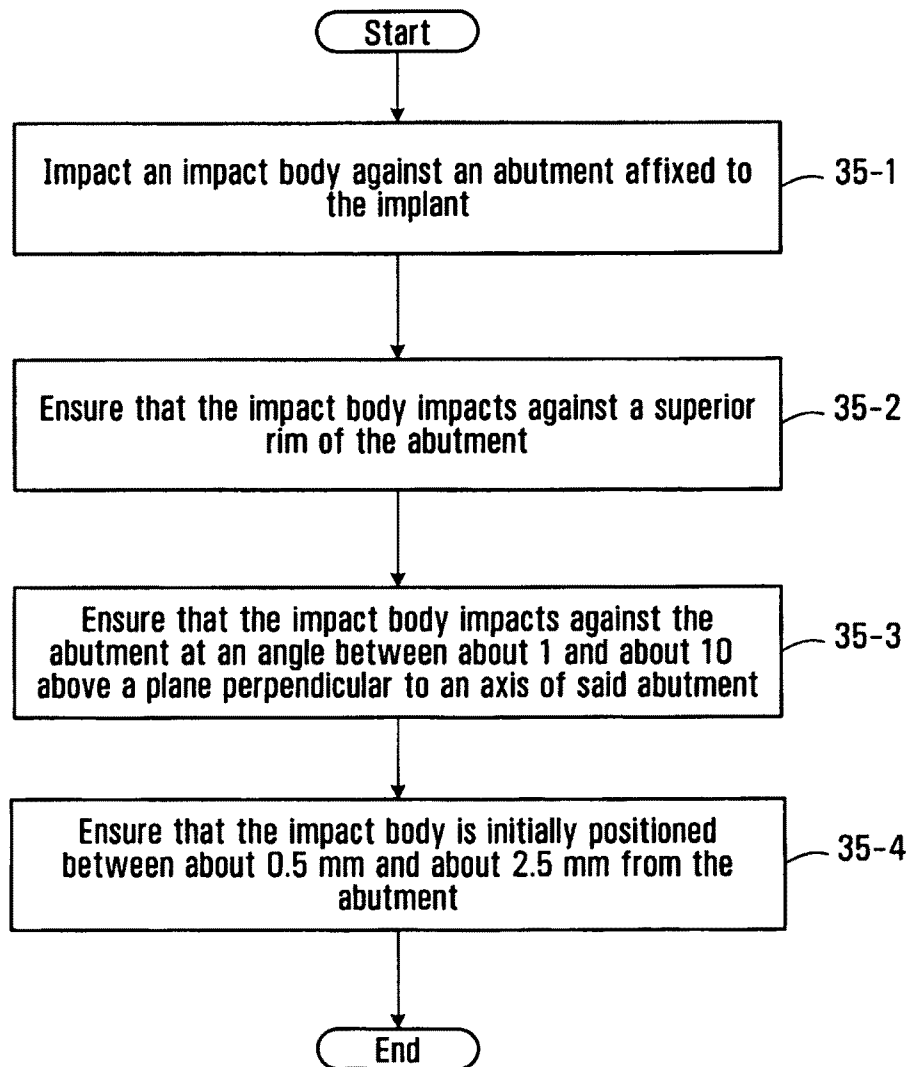 Start
Impact an impact body against an abutment affixed to
the implant
35-1
Ensure that the impact body impacts against a superior
rim of the abutment
35-2
Ensure that the impact body impacts against the
abutment at an angle between about 1 and about 10
above a plane perpendicular to an axis of said abutment
35-3
Ensure that the impact body is initially positioned
between about 0.5 mm and about 2.5 mm from the
abutment
35-4
End